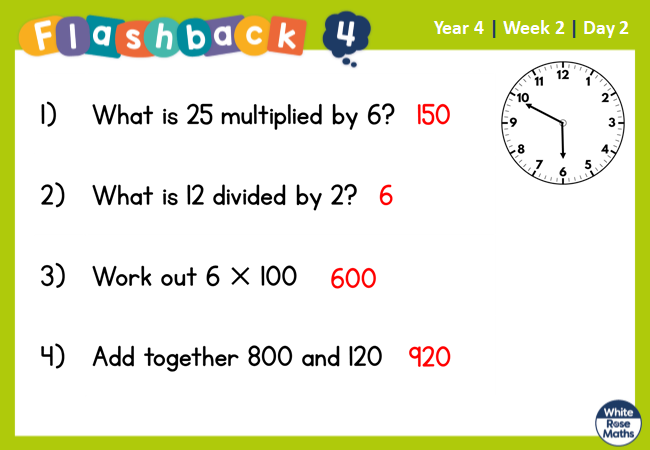 Flashback 4
Year 4 | Week 2 | Day 2
1) What is 25 multiplied by 6? 150
12
1
2
3
4
5
6
7
8
9
10
11
2) What is 12 divided by 2? 6
3) Work out 6 × 100 600
4) Add together 800 and 120 920
White
Rose
Maths